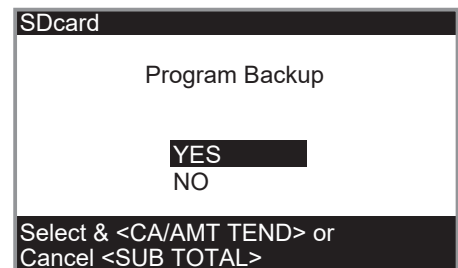 SDcard
Program Backup
YES
NO
Select & <CA/AMT TEND> or
Cancel <SUB TOTAL>